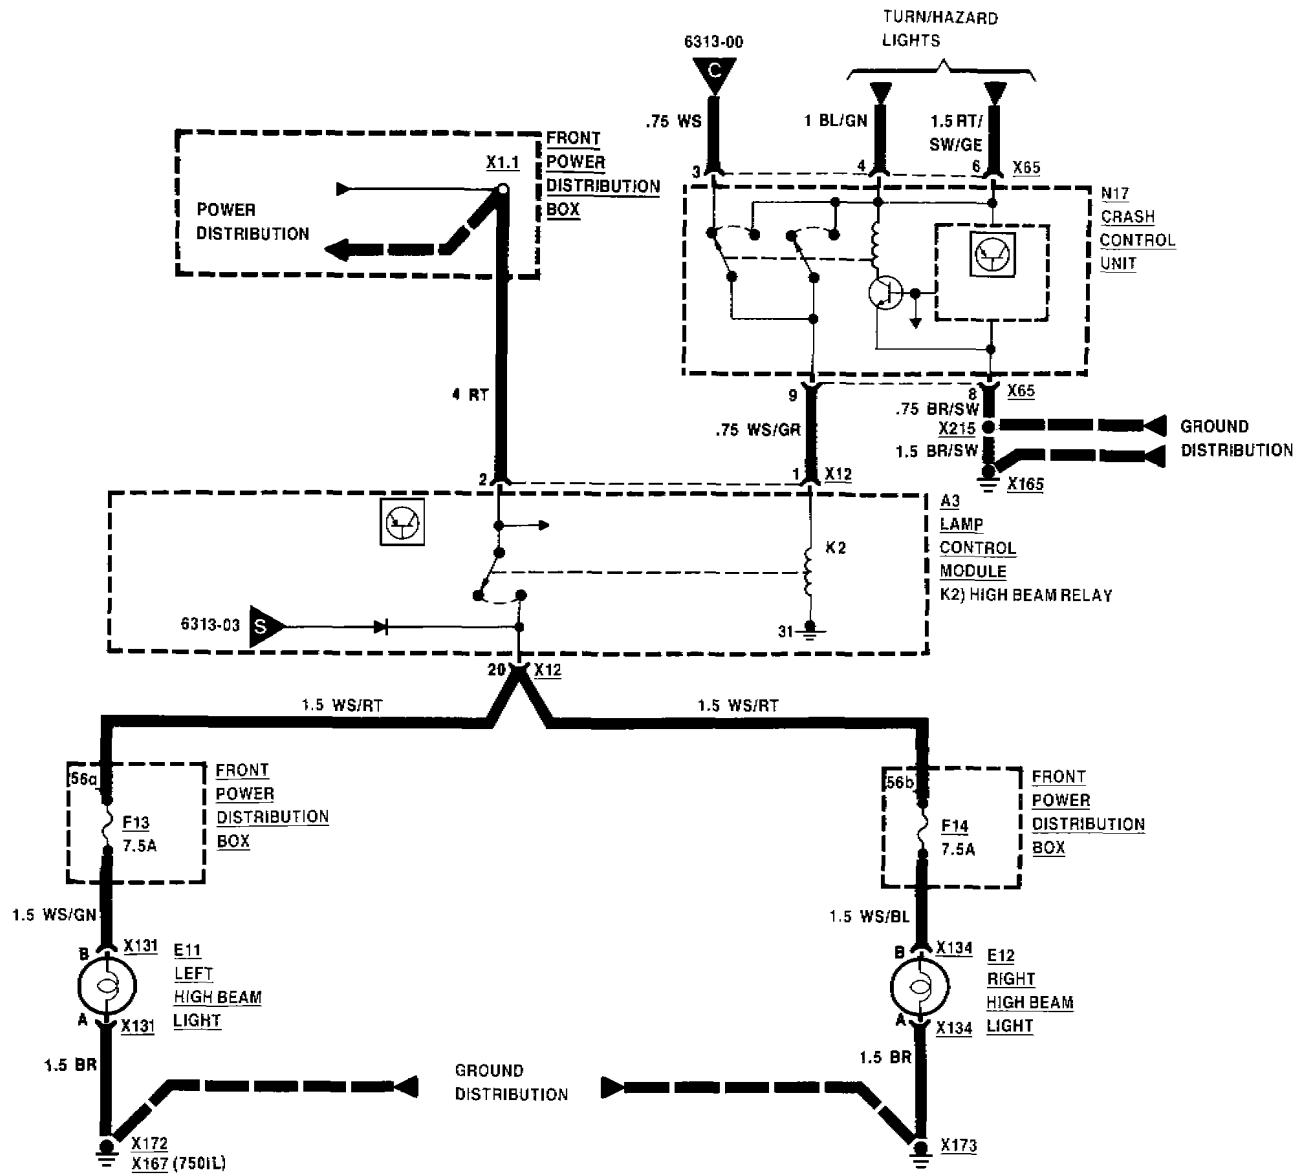 TURN/HAZARD
LIGHTS
6313-00
C
.75 WS
1 BL/GN
1.5 RT/
SW/GE
3
4
6
X65
FRONT
POWER
DISTRIBUTION
BOX
X1.1
POWER
DISTRIBUTION
N17
CRASH
CONTROL
UNIT
4 RT
9
8
X65
.75 BR/SW
X215
1.5 BR/SW
X165
GROUND
DISTRIBUTION
.75 WS/GR
2
1
X12
A3
LAMP
CONTROL
MODULE
K2) HIGH BEAM RELAY
K2
6313-03
S
31
20
X12
1.5 WS/RT
1.5 WS/RT
56a
FRONT
POWER
DISTRIBUTION
BOX
F13
7.5A
56b
FRONT
POWER
DISTRIBUTION
BOX
F14
7.5A
1.5 WS/GN
1.5 WS/BL
B
X131
E11
LEFT
HIGH BEAM
LIGHT
A
X131
B
X134
E12
RIGHT
HIGH BEAM
LIGHT
A
X134
1.5 BR
1.5 BR
GROUND
DISTRIBUTION
X172
X167 (750IL)
X173